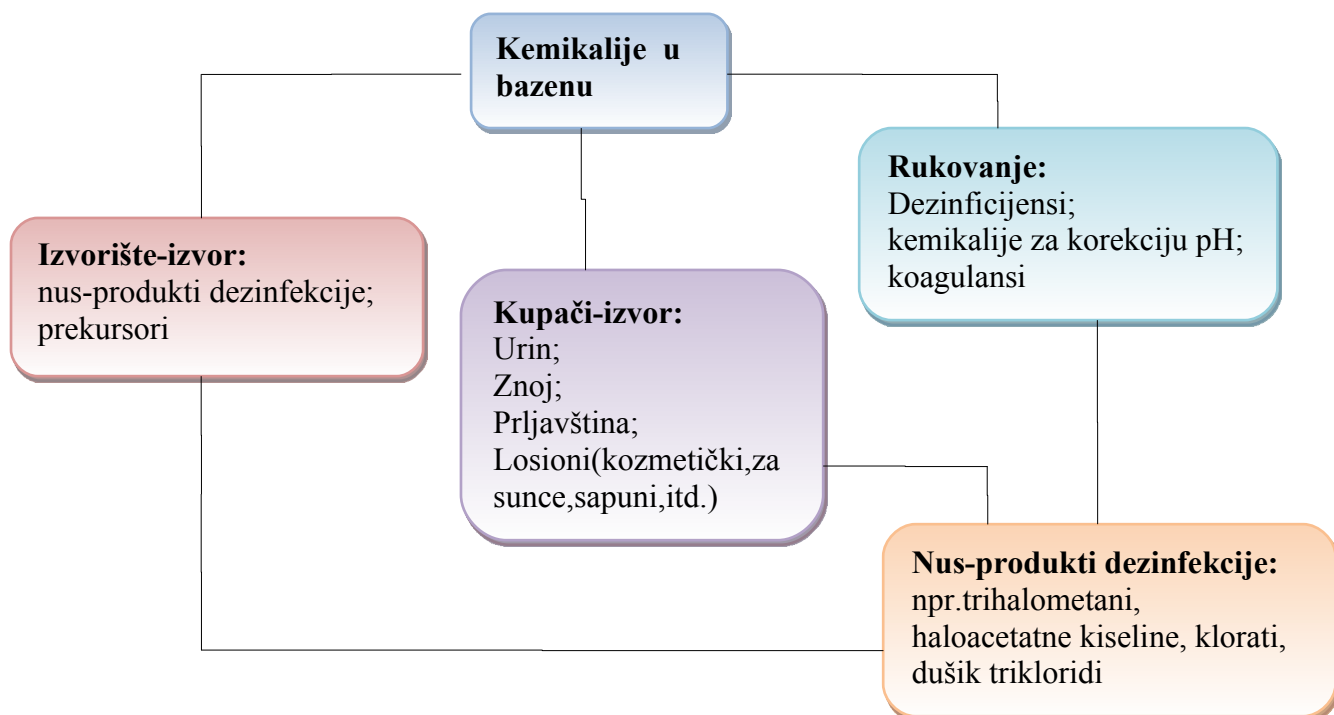 Kemikalije u
bazenu
Rukovanje:
Dezinficijensi;
kemikalije za korekciju pH;
koagulansi
Izvorište-izvor:
nus-produkti dezinfekcije;
prekursori
Kupači-izvor:
Urin;
Znoj;
Prljavština;
Losioni(kozmetički,za
sunce,sapuni,itd.)
Nus-produkti dezinfekcije:
npr.trihalometani,
haloacetatne kiseline, klorati,
dušik trikloridi